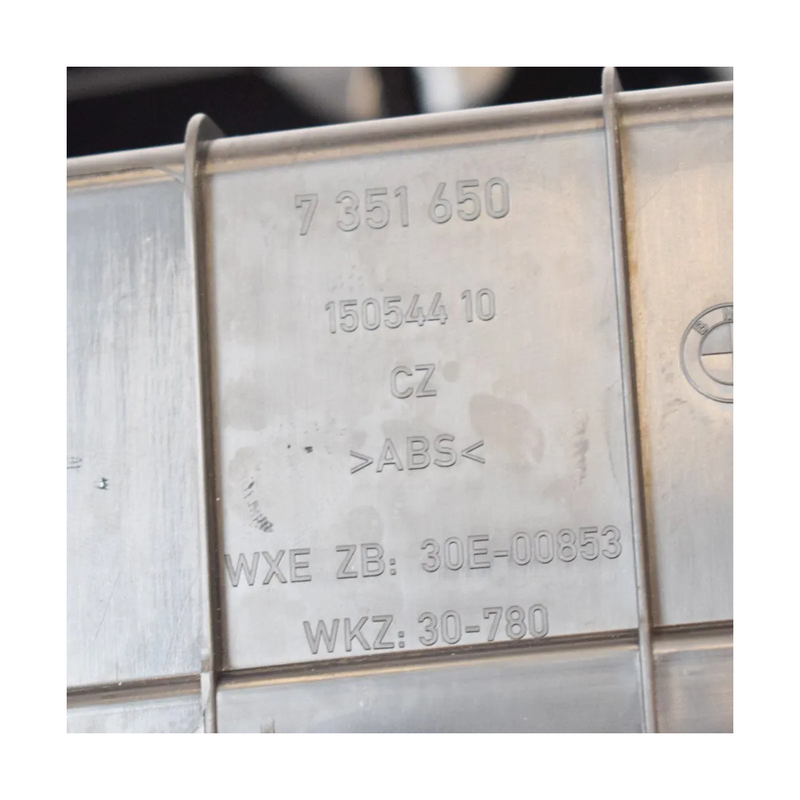 7 351 650
150544 10
CZ
>ABS<
WXE ZB: 30E-00853
WKZ: 30-780